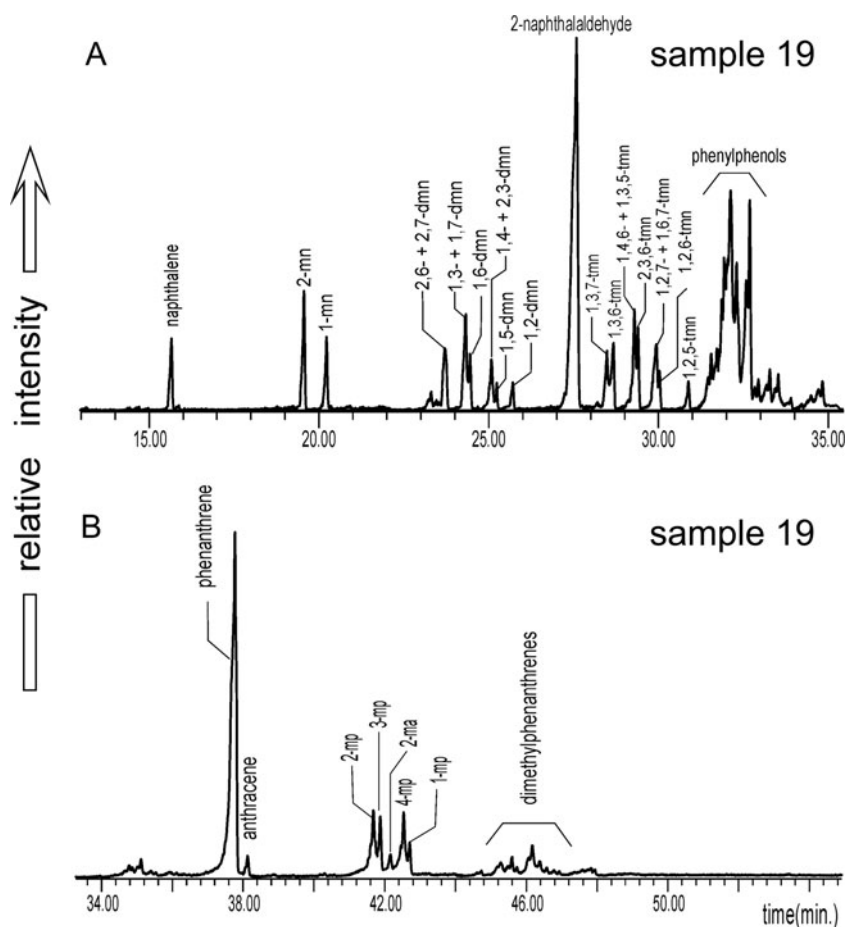 A
sample 19
relative intensity
naphthalene
2-mn
1-mn
2,6- + 2,7-dmn
1,3- + 1,7-dmn
1,6-dmn
1,4- + 2,3-dmn
1,5-dmn
1,2-dmn
2-naphthalaldehyde
1,3,7-tmn
1,3,6-tmn
1,4,6- + 1,3,5-tmn
2,3,6-tmn
1,2,7- + 1,6,7-tmn
1,2,6-tmn
1,2,5-tmn
phenylphenols
15.00 20.00 25.00 30.00 35.00
B
sample 19
phenanthrene
anthracene
2-mp
3-mp
2-ma
4-mp
1-mp
dimethylphenanthrenes
34.00 38.00 42.00 46.00 50.00
time(min.)